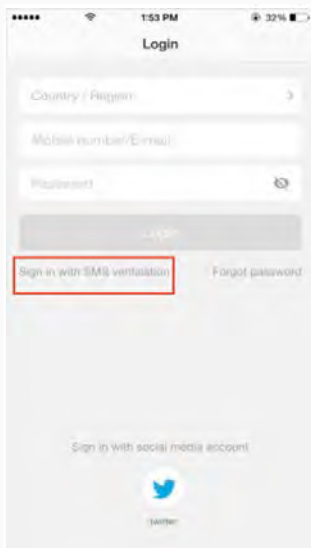 1:53 PM
32%
Login
Country / Region
Mobile number/E-mail
Password
Login
Sign in with SMS verification
Forgot password
Sign in with social media account
twitter